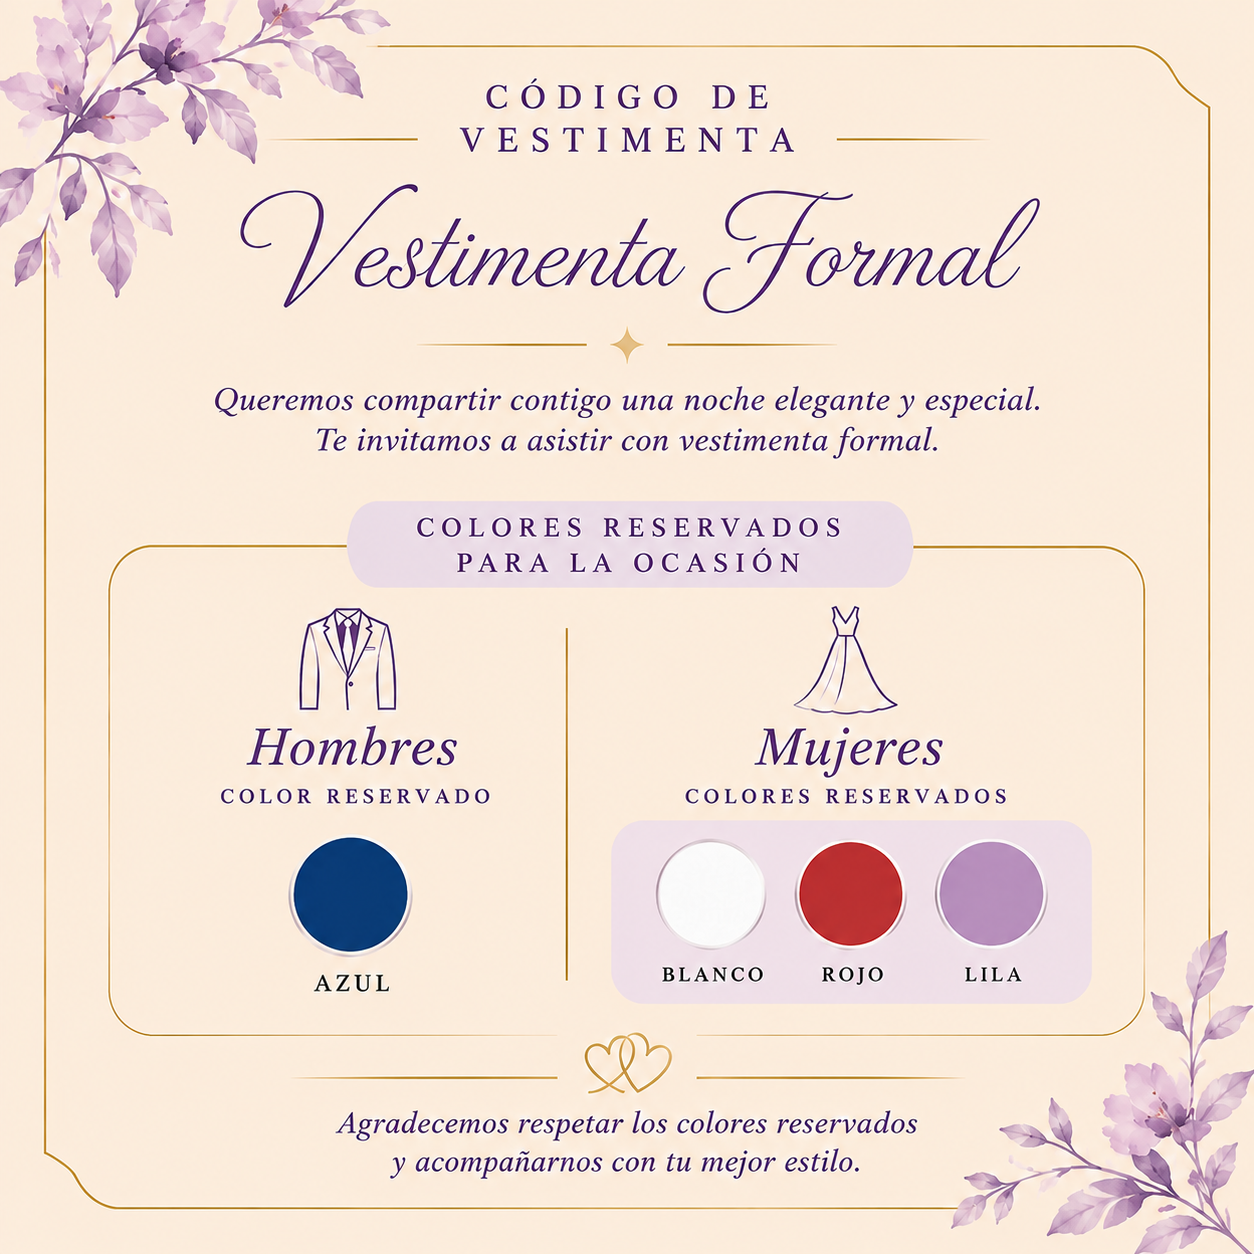 CÓDIGO DE
VESTIMENTA
Vestimenta Formal
Queremos compartir contigo una noche elegante y especial.
Te invitamos a asistir con vestimenta formal.
COLORES RESERVADOS
PARA LA OCASIÓN
Hombres
COLOR RESERVADO
AZUL
Mujeres
COLORES RESERVADOS
BLANCO ROJO LILA
Agradecemos respetar los colores reservados
y acompañarnos con tu mejor estilo.